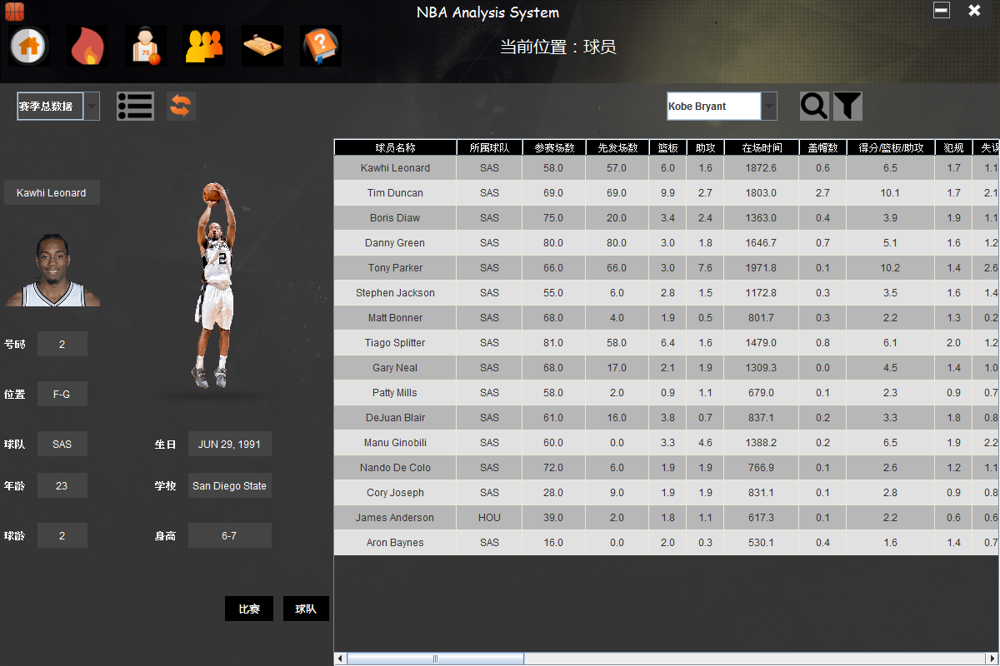 NBA Analysis System
当前位置：球员
75
?
赛季总数据
Kobe Bryant
Kawhi Leonard
2
号码 2
位置 F-G
球队 SAS 生日 JUN 29, 1991
年龄 23 学校 San Diego State
球龄 2 身高 6-7
比赛 球队
球员名称 所属球队 参赛场数 先发场数 篮板 助攻 在场时间 盖帽数 得分/篮板/助攻 犯规 失误
Kawhi Leonard SAS 58.0 57.0 6.0 1.6 1872.6 0.6 6.5 1.7 1.1
Tim Duncan SAS 69.0 69.0 9.9 2.7 1803.0 2.7 10.1 1.7 2.1
Boris Diaw SAS 75.0 20.0 3.4 2.4 1363.0 0.4 3.9 1.9 1.1
Danny Green SAS 80.0 80.0 3.0 1.8 1646.7 0.7 5.1 1.6 1.2
Tony Parker SAS 66.0 66.0 3.0 7.6 1971.8 0.1 10.2 1.4 2.6
Stephen Jackson SAS 55.0 6.0 2.8 1.5 1172.8 0.3 3.5 1.6 1.4
Matt Bonner SAS 68.0 4.0 1.9 0.5 801.7 0.3 2.2 1.3 0.2
Tiago Splitter SAS 81.0 58.0 6.4 1.6 1479.0 0.8 6.1 2.0 1.2
Gary Neal SAS 68.0 17.0 2.1 1.9 1309.3 0.0 4.5 1.4 1.0
Patty Mills SAS 58.0 2.0 0.9 1.1 679.0 0.1 2.3 0.9 0.7
DeJuan Blair SAS 61.0 16.0 3.8 0.7 837.1 0.2 3.3 1.8 0.8
Manu Ginobili SAS 60.0 0.0 3.3 4.6 1388.2 0.2 6.5 1.9 2.2
Nando De Colo SAS 72.0 6.0 1.9 1.9 766.9 0.1 2.6 1.2 1.1
Cory Joseph SAS 28.0 9.0 1.9 1.9 831.1 0.1 2.8 0.9 0.8
James Anderson HOU 39.0 2.0 1.8 1.1 617.3 0.1 2.2 0.6 0.6
Aron Baynes SAS 16.0 0.0 2.0 0.3 530.1 0.4 1.6 1.4 0.7